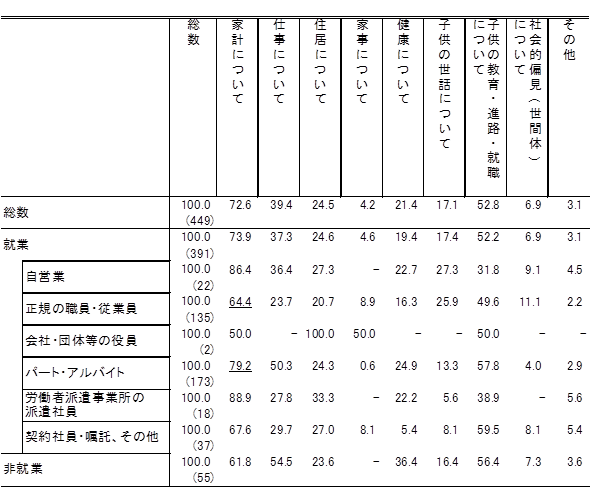 総数 家計について 仕事について 住居について 家事について 健康について 子供の世話について 子供の教育・進路・就職について 社会的偏見（世間体）について その他
総数 100.0 72.6 39.4 24.5 4.2 21.4 17.1 52.8 6.9 3.1
(449)
就業 100.0 73.9 37.3 24.6 4.6 19.4 17.4 52.2 6.9 3.1
(391)
自営業 100.0 86.4 36.4 27.3 － 22.7 27.3 31.8 9.1 4.5
(22)
正規の職員・従業員 100.0 64.4 23.7 20.7 8.9 16.3 25.9 49.6 11.1 2.2
(135)
会社・団体等の役員 100.0 50.0 － 100.0 50.0 － － 50.0 － －
(2)
パート・アルバイト 100.0 79.2 50.3 24.3 0.6 24.9 13.3 57.8 4.0 2.9
(173)
労働者派遣事業所の
派遣社員 100.0 88.9 27.8 33.3 － 22.2 5.6 38.9 － 5.6
(18)
契約社員・嘱託、その他 100.0 67.6 29.7 27.0 8.1 5.4 8.1 59.5 8.1 5.4
(37)
非就業 100.0 61.8 54.5 23.6 － 36.4 16.4 56.4 7.3 3.6
(55)